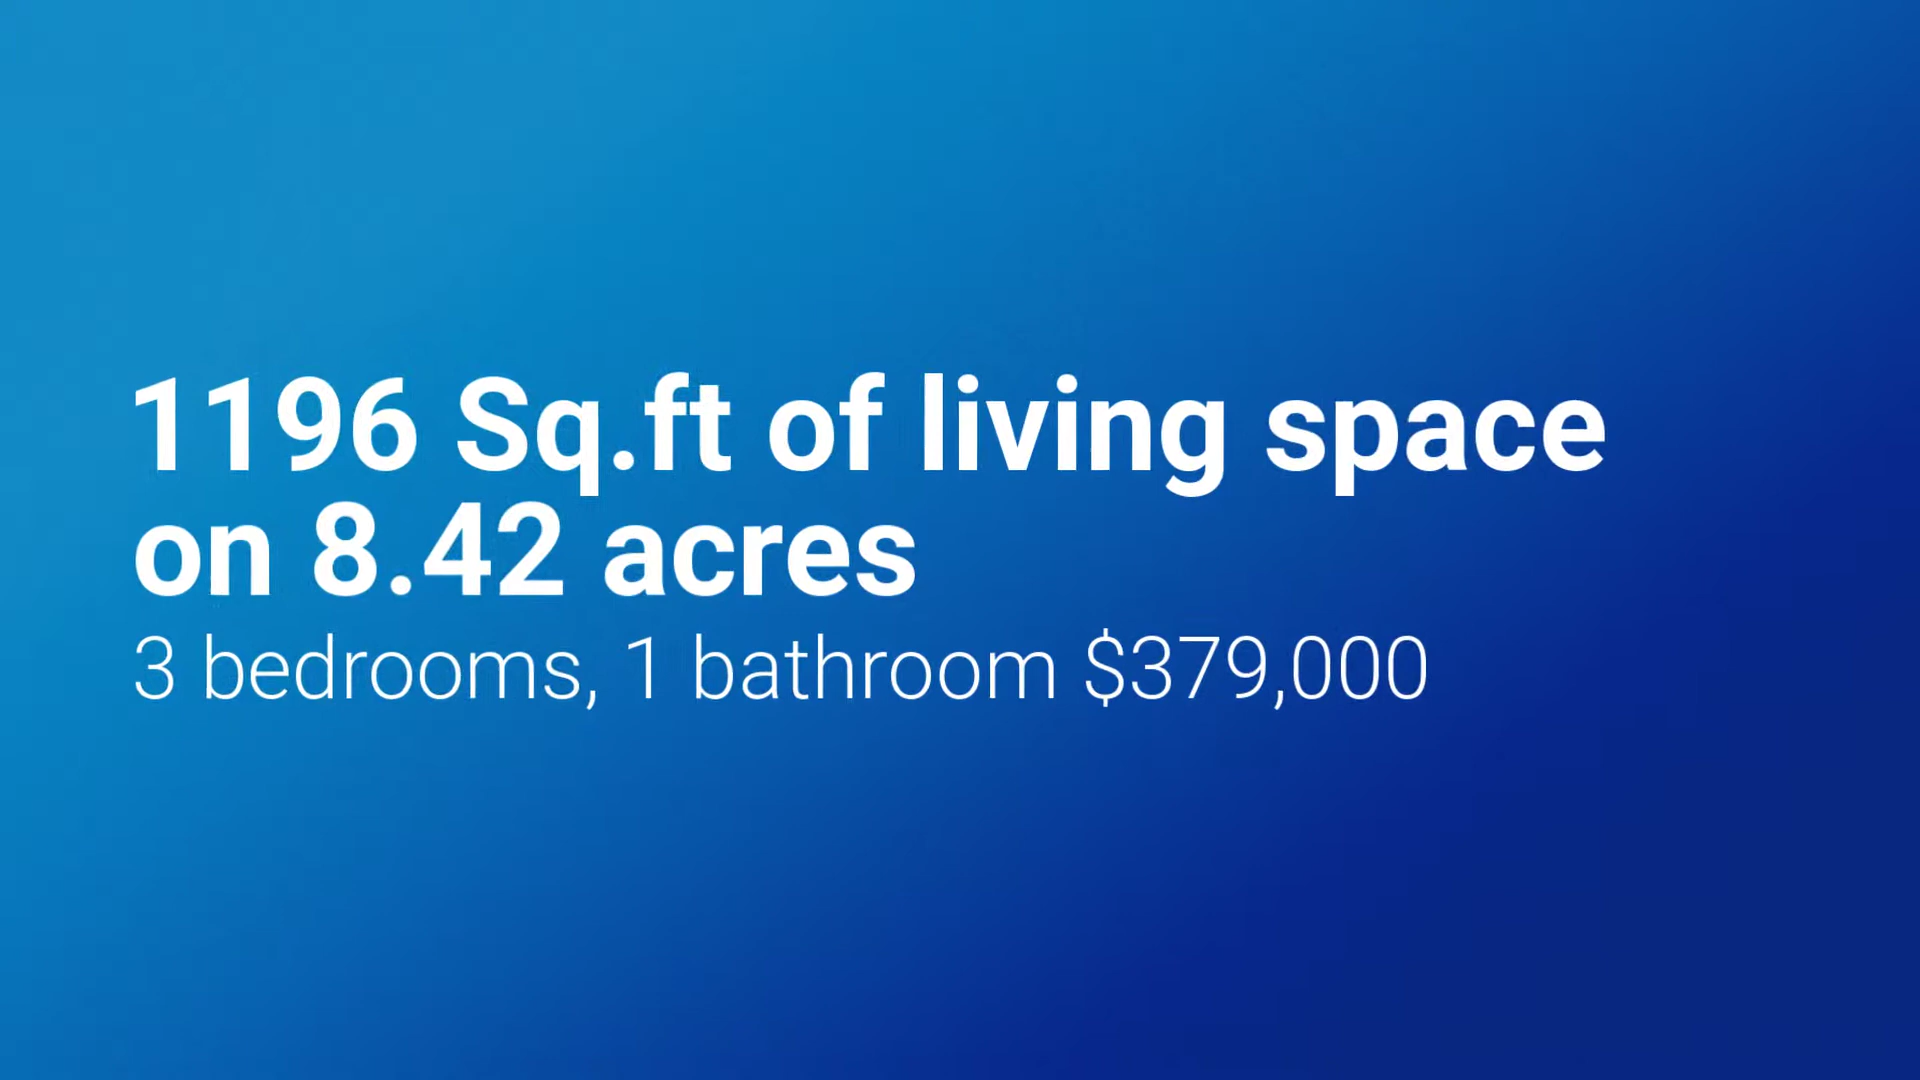 1196 Sq.ft of living space
on 8.42 acres
3 bedrooms, 1 bathroom $379,000